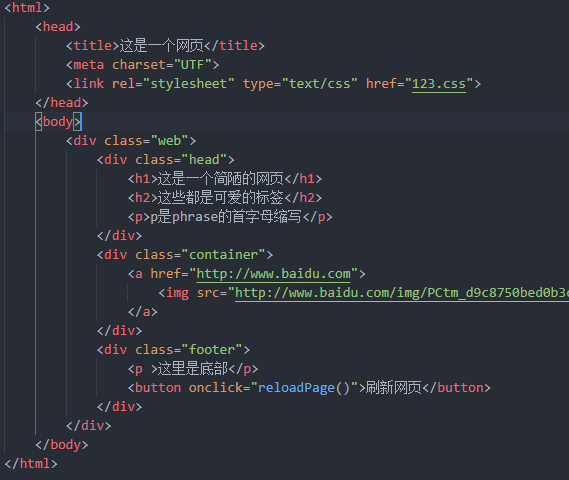 <html>
<head>
<title>这是一个网页</title>
<meta charset="UTF">
<link rel="stylesheet" type="text/css" href="123.css">
</head>
<body>
<div class="web">
<div class="head">
<h1>这是一个简陋的网页</h1>
<h2>这些都是可爱的标签</h2>
<p>p是phrase的首字母缩写</p>
</div>
<div class="container">
<a href="http://www.baidu.com">
<img src="http://www.baidu.com/img/PCtm_d9c8750bed0b3c
</a>
</div>
<div class="footer">
<p >这里是底部</p>
<button onclick="reloadPage()">刷新网页</button>
</div>
</div>
</body>
</html>